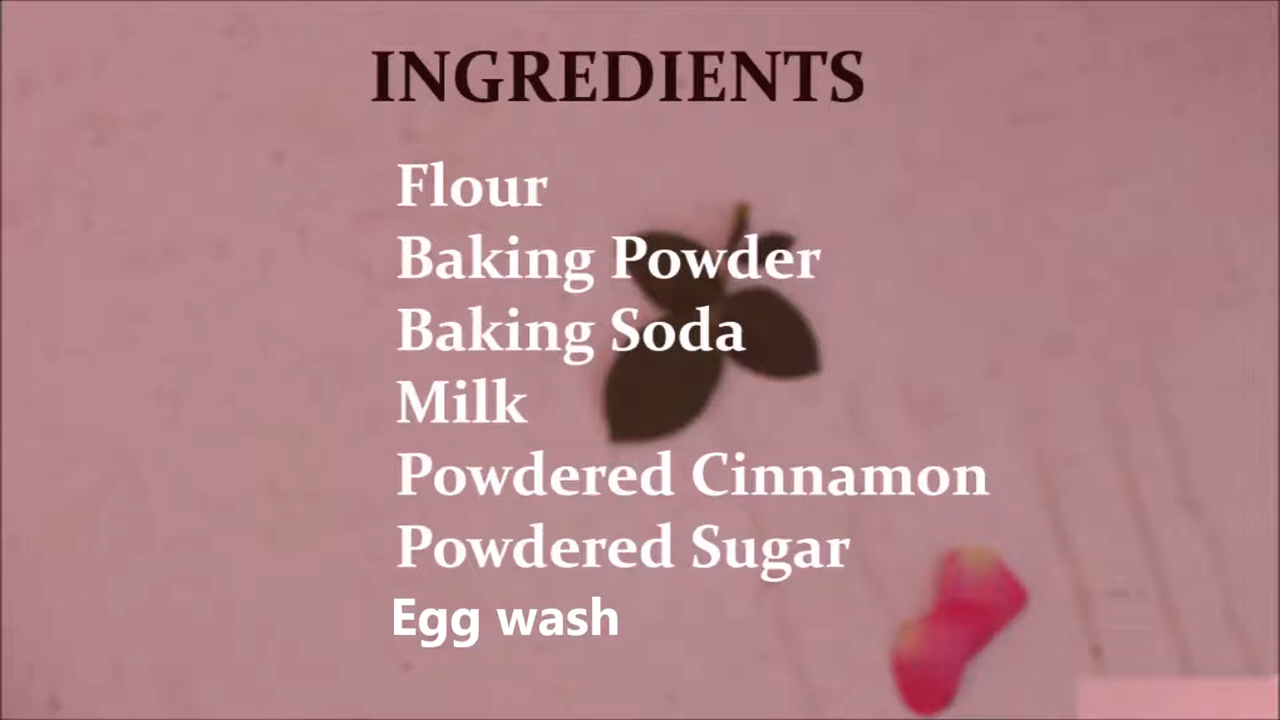 INGREDIENTS
Flour
Baking Powder
Baking Soda
Milk
Powdered Cinnamon
Powdered Sugar
Egg wash